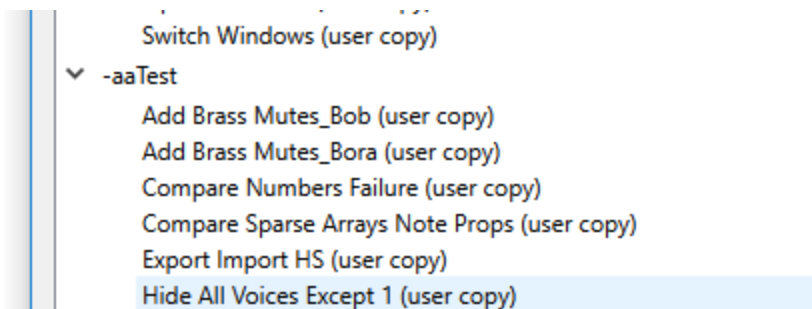 Switch Windows (user copy)
-aaTest
Add Brass Mutes_Bob (user copy)
Add Brass Mutes_Bora (user copy)
Compare Numbers Failure (user copy)
Compare Sparse Arrays Note Props (user copy)
Export Import HS (user copy)
Hide All Voices Except 1 (user copy)